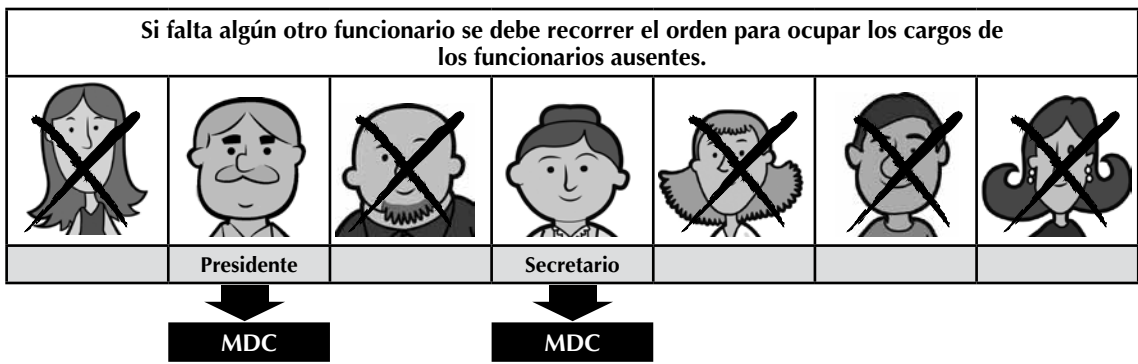 Si falta algún otro funcionario se debe recorrer el orden para ocupar los cargos de
los funcionarios ausentes.
Presidente
Secretario
MDC
MDC